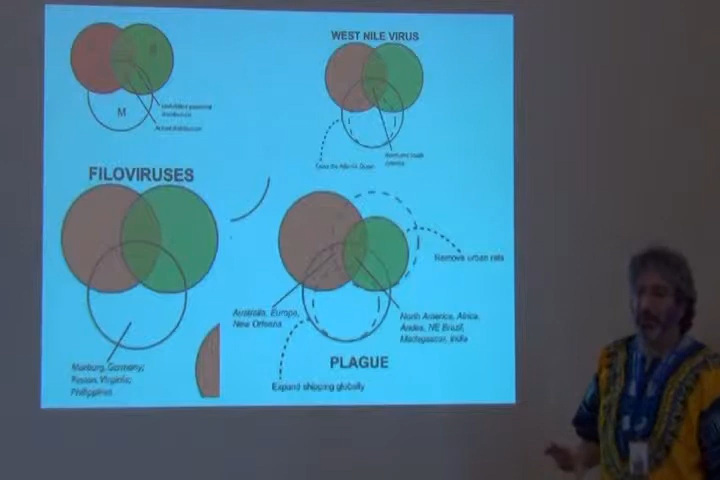 WEST NILE VIRUS
M
FILOVIRUSES
Marburg, Germany;
Reston, Virginia;
Philippines
Remove urban rats
Australia, Europe,
New Orleans
North America, Africa,
Andes, NE Brazil,
Madagascar, India
PLAGUE
Expand shipping globally